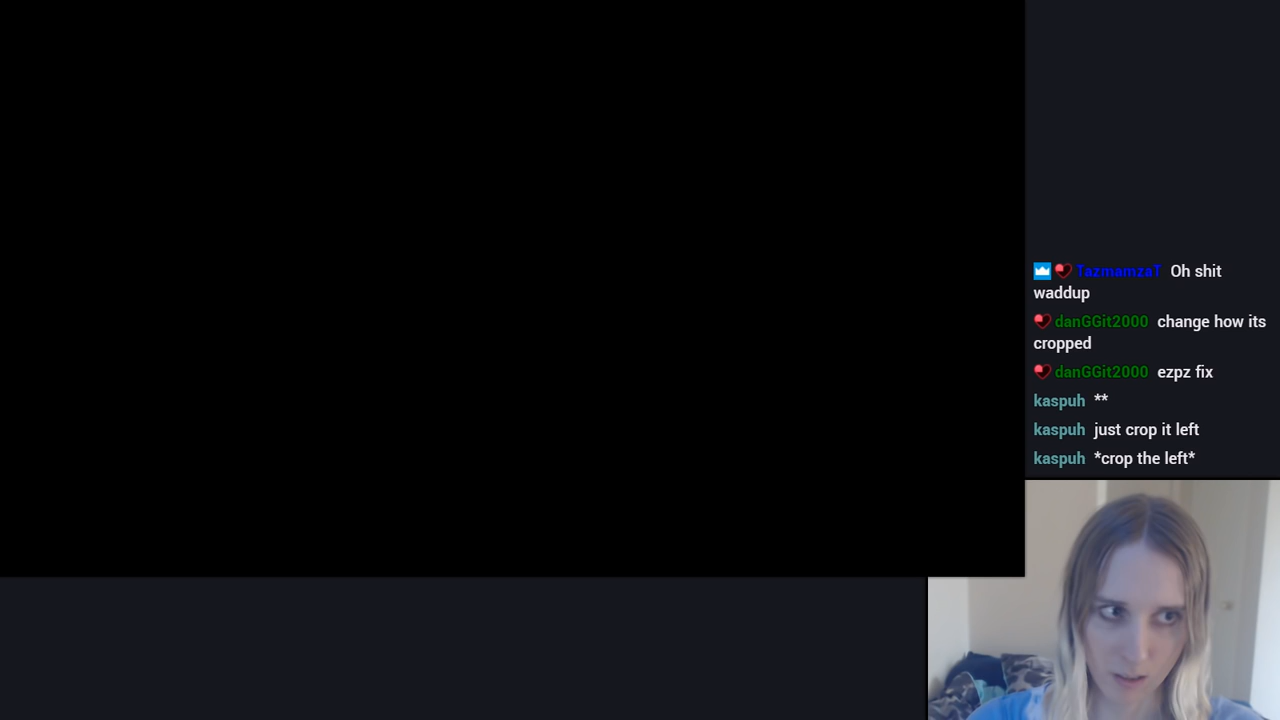 TazmamzaT Oh shit
waddup
danGGit2000 change how its
cropped
danGGit2000 ezpz fix
kaspuh **
kaspuh just crop it left
kaspuh *crop the left*